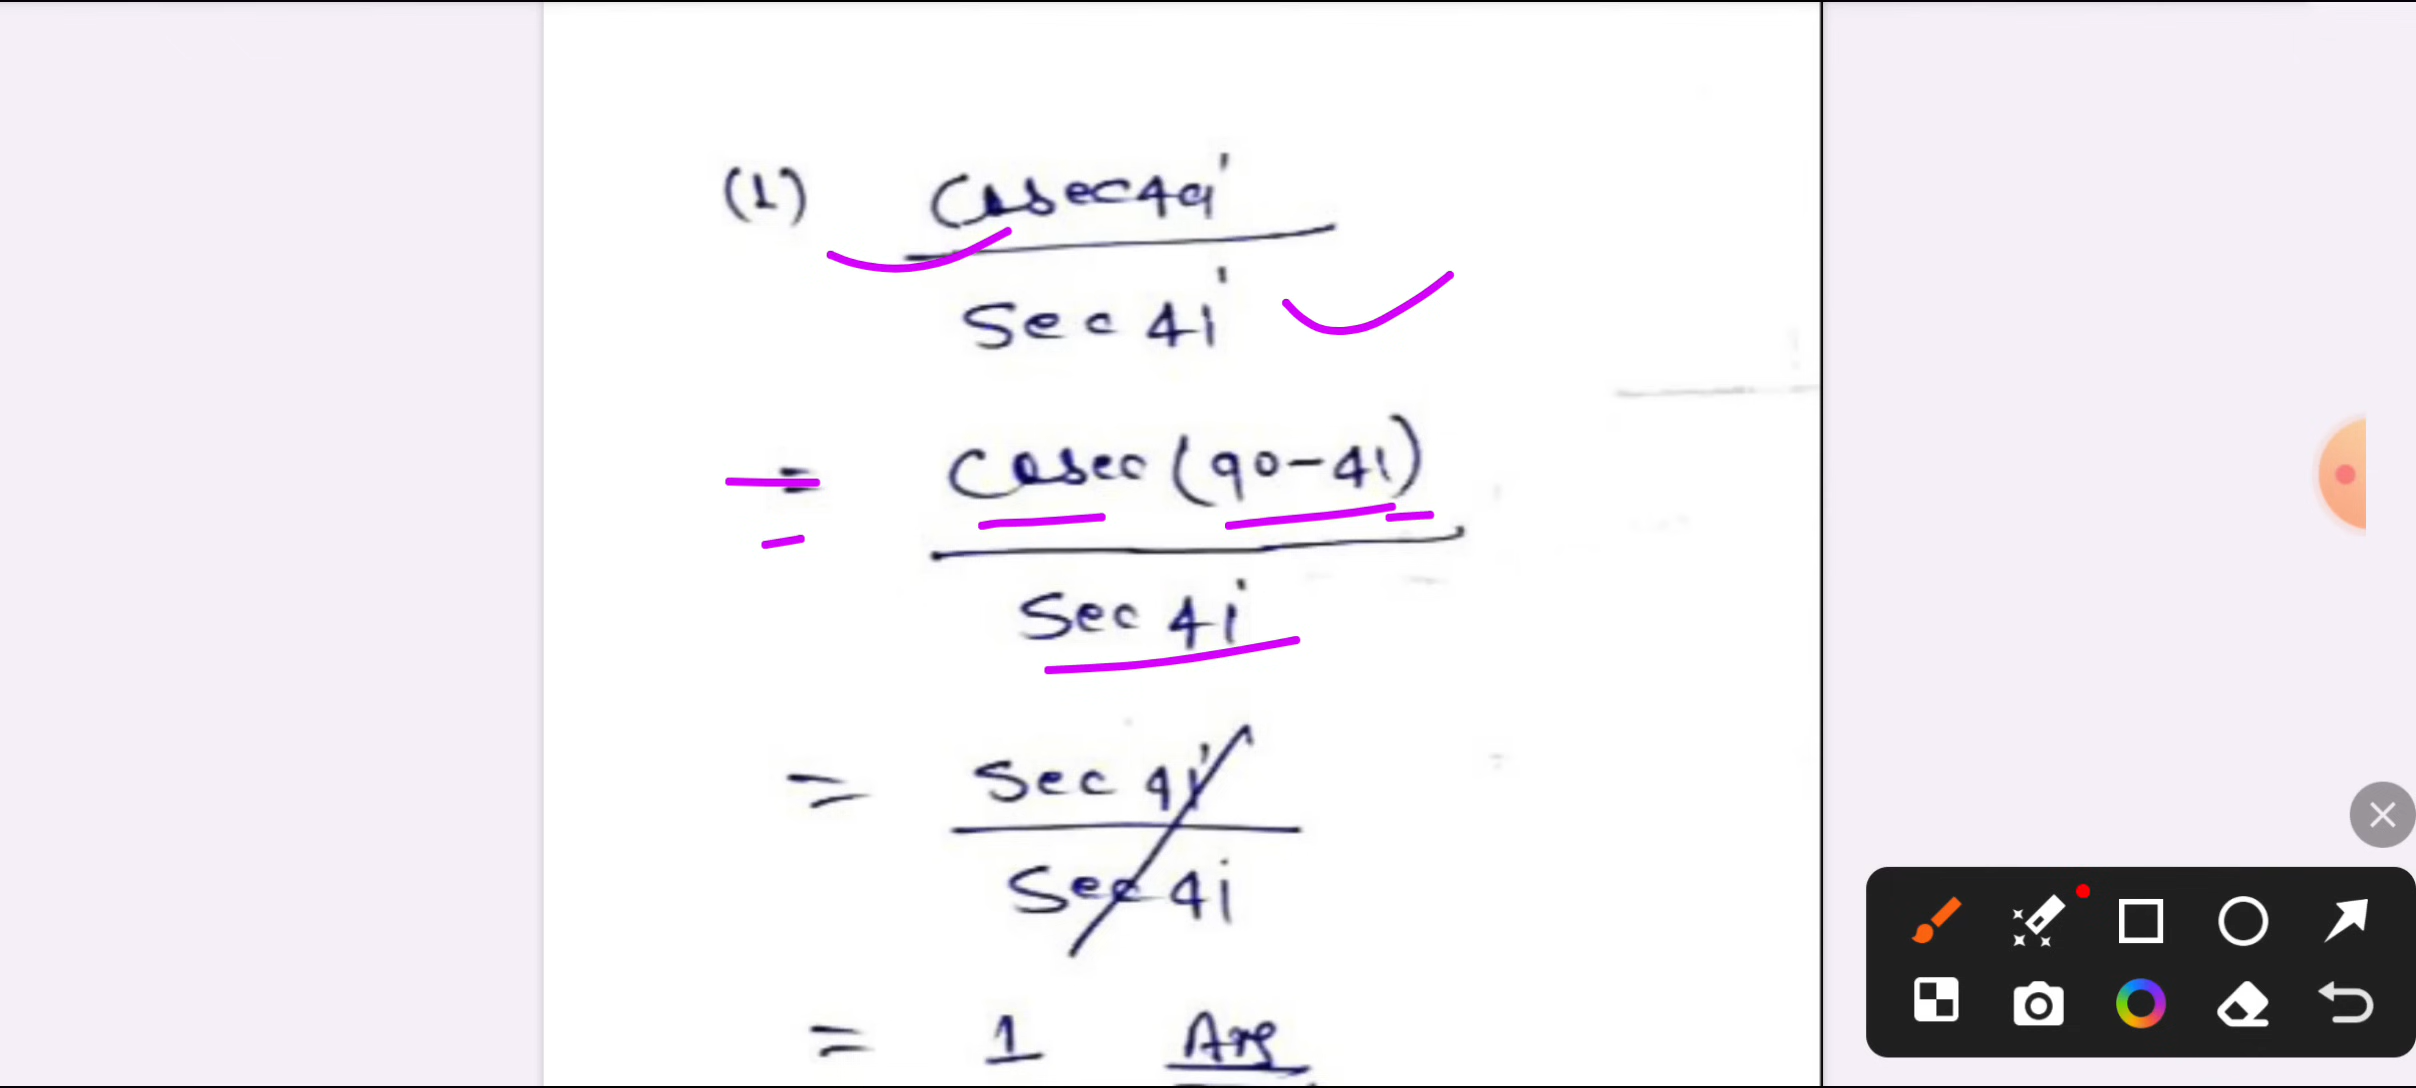 (1) Cosec49°
Sec 41°
= Cosec (90-41)
Sec 41°
= Sec 41°
Sec 41
= 1 Ans